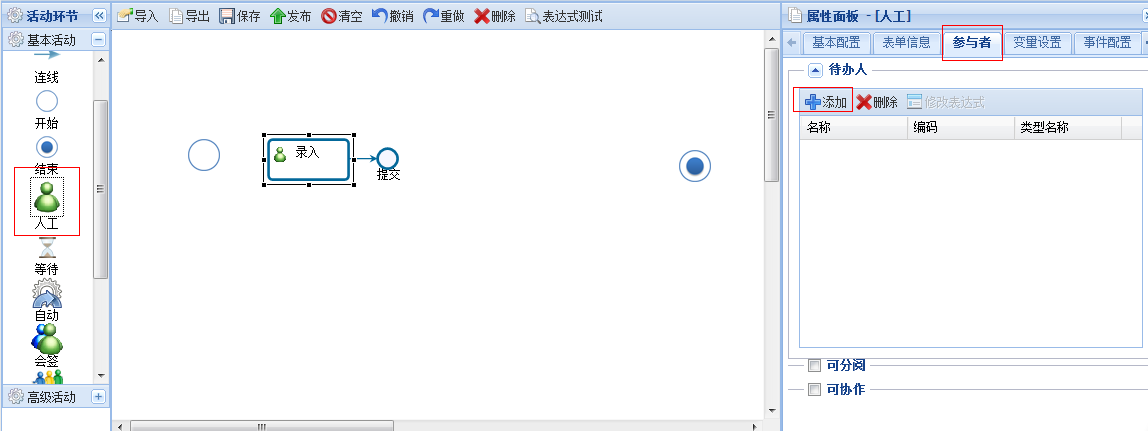 活动环节
基本活动
连线
开始
结束
人工
等待
自动
会签
高级活动
导入 导出 保存 发布 清空 撤销 重做 删除 表达式测试
录入
提交
属性面板 - [人工]
基本配置 表单信息 参与者 变量设置 事件配置
待办人
添加 删除 修改表达式
名称 编码 类型名称
可分阅
可协作